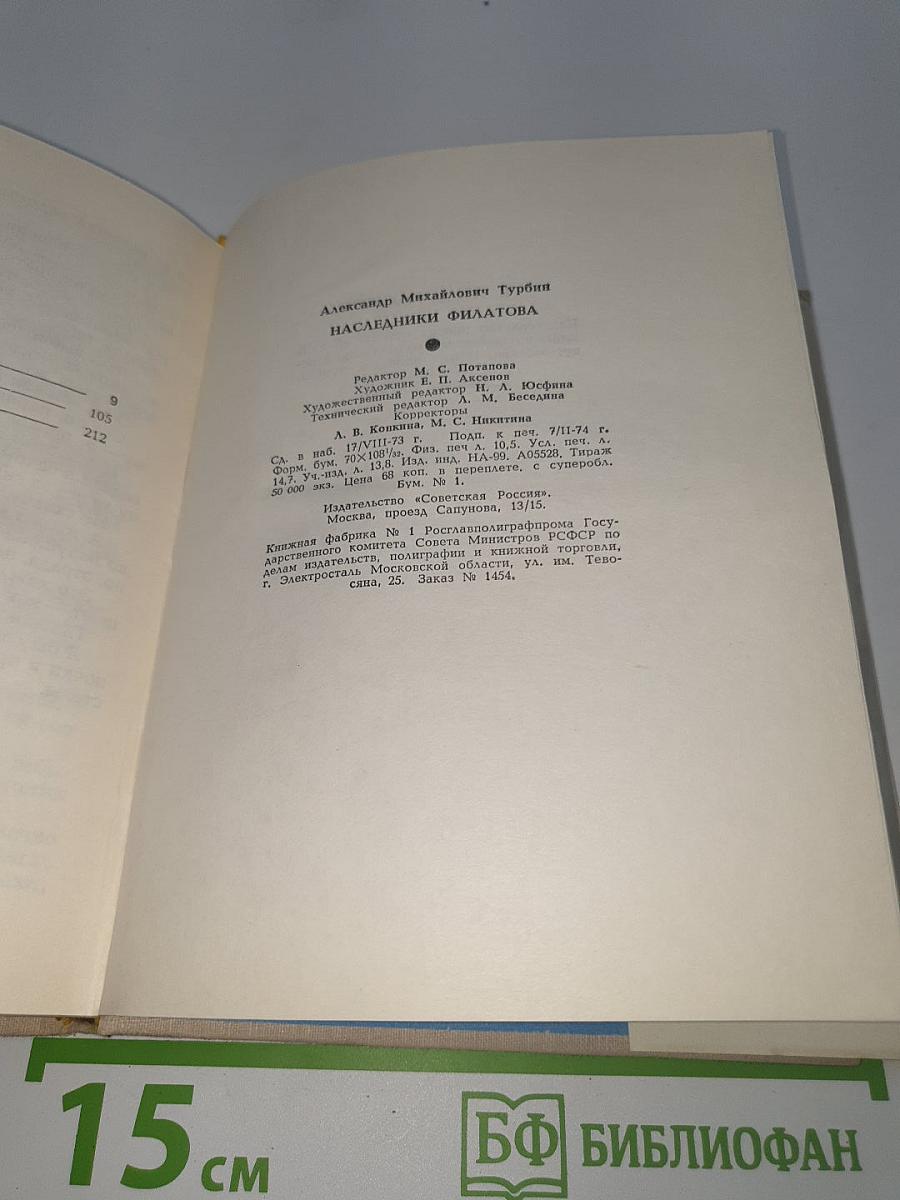 9
105
212
Александр Михайлович Турбин
НАСЛЕДНИКИ ФИЛАТОВА
Редактор М. С. Потапова
Художник Е. П. Аксенов
Художественный редактор Н. Л. Юсфина
Технический редактор Л. М. Беседина
Корректоры
Л. В. Конкина, М. С. Никитина
Сд. в наб. 17/VIII-73 г. Подп. к печ. 7/II-74 г.
Форм. бум. 70×108¹/₃₂. Физ. печ л. 10,5. Усл. печ. л.
14,7. Уч.-изд. л. 13,8. Изд. инд. НА-99. А05528. Тираж
50 000 экз. Цена 68 коп. в переплете, с суперобл.
Бум. № 1.
Издательство «Советская Россия».
Москва, проезд Сапунова, 13/15.
Книжная фабрика № 1 Росглавполиграфпрома Госу-
дарственного комитета Совета Министров РСФСР по
делам издательств, полиграфии и книжной торговли,
г. Электросталь Московской области, ул. им. Тево-
сяна, 25. Заказ № 1454.
15 см
БФ БИБЛИОФАН